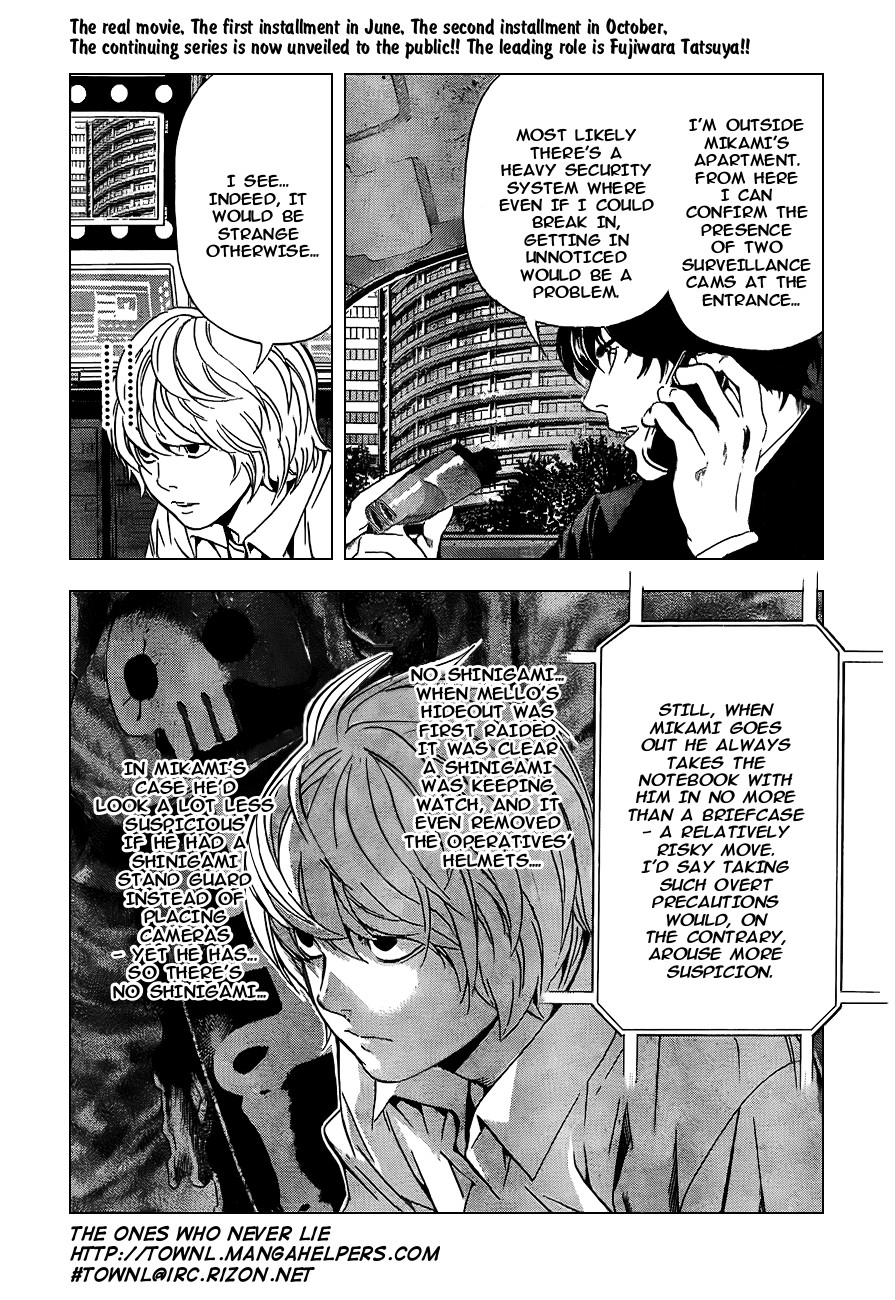 The real movie. The first installment in June. The second installment in October.
The continuing series is now unveiled to the public!! The leading role is Fujiwara Tatsuya!!
I'M OUTSIDE
MIKAMI'S
APARTMENT.
FROM HERE
I CAN
CONFIRM THE
PRESENCE
OF TWO
SURVEILLANCE
CAMS AT THE
ENTRANCE...
MOST LIKELY
THERE'S A
HEAVY SECURITY
SYSTEM WHERE
EVEN IF I COULD
BREAK IN,
GETTING IN
UNNOTICED
WOULD BE A
PROBLEM.
I SEE...
INDEED, IT
WOULD BE
STRANGE
OTHERWISE...
STILL, WHEN
MIKAMI GOES
OUT HE ALWAYS
TAKES THE
NOTEBOOK WITH
HIM IN NO MORE
THAN A BRIEFCASE
- A RELATIVELY
RISKY MOVE.
I'D SAY TAKING
SUCH OVERT
PRECAUTIONS
WOULD, ON
THE CONTRARY,
AROUSE MORE
SUSPICION.
NO SHINIGAMI...
WHEN MELLO'S
HIDEOUT WAS
FIRST RAIDED
IT WAS CLEAR
A SHINIGAMI
WAS KEEPING
WATCH, AND IT
EVEN REMOVED
THE OPERATIVES'
HELMETS....
IN MIKAMI'S
CASE HE'D
LOOK A LOT LESS
SUSPICIOUS
IF HE HAD A
SHINIGAMI
STAND GUARD
INSTEAD OF
PLACING
CAMERAS
- YET HE HAS...
SO THERE'S
NO SHINIGAMI...
THE ONES WHO NEVER LIE
HTTP://TOWNL.MANGAHELPERS.COM
#TOWNL@IRC.RIZON.NET